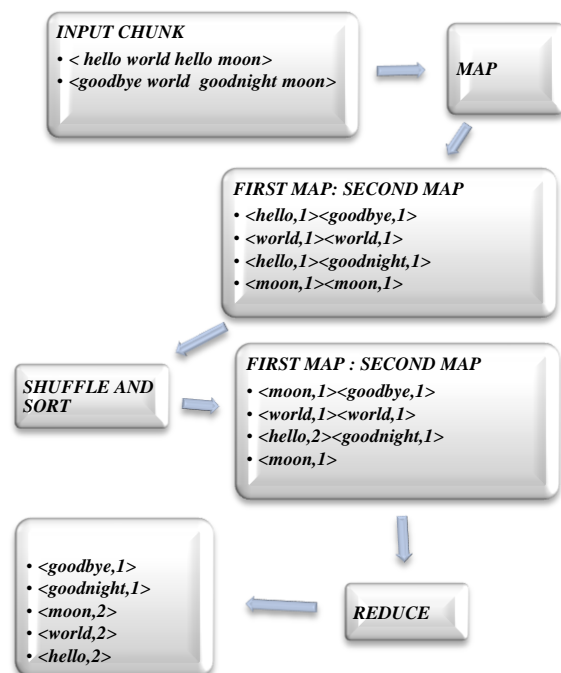 INPUT CHUNK
• < hello world hello moon>
• <goodbye world goodnight moon>
MAP
FIRST MAP: SECOND MAP
• <hello,1><goodbye,1>
• <world,1><world,1>
• <hello,1><goodnight,1>
• <moon,1><moon,1>
SHUFFLE AND
SORT
FIRST MAP : SECOND MAP
• <moon,1><goodbye,1>
• <world,1><world,1>
• <hello,2><goodnight,1>
• <moon,1>
REDUCE
• <goodbye,1>
• <goodnight,1>
• <moon,2>
• <world,2>
• <hello,2>